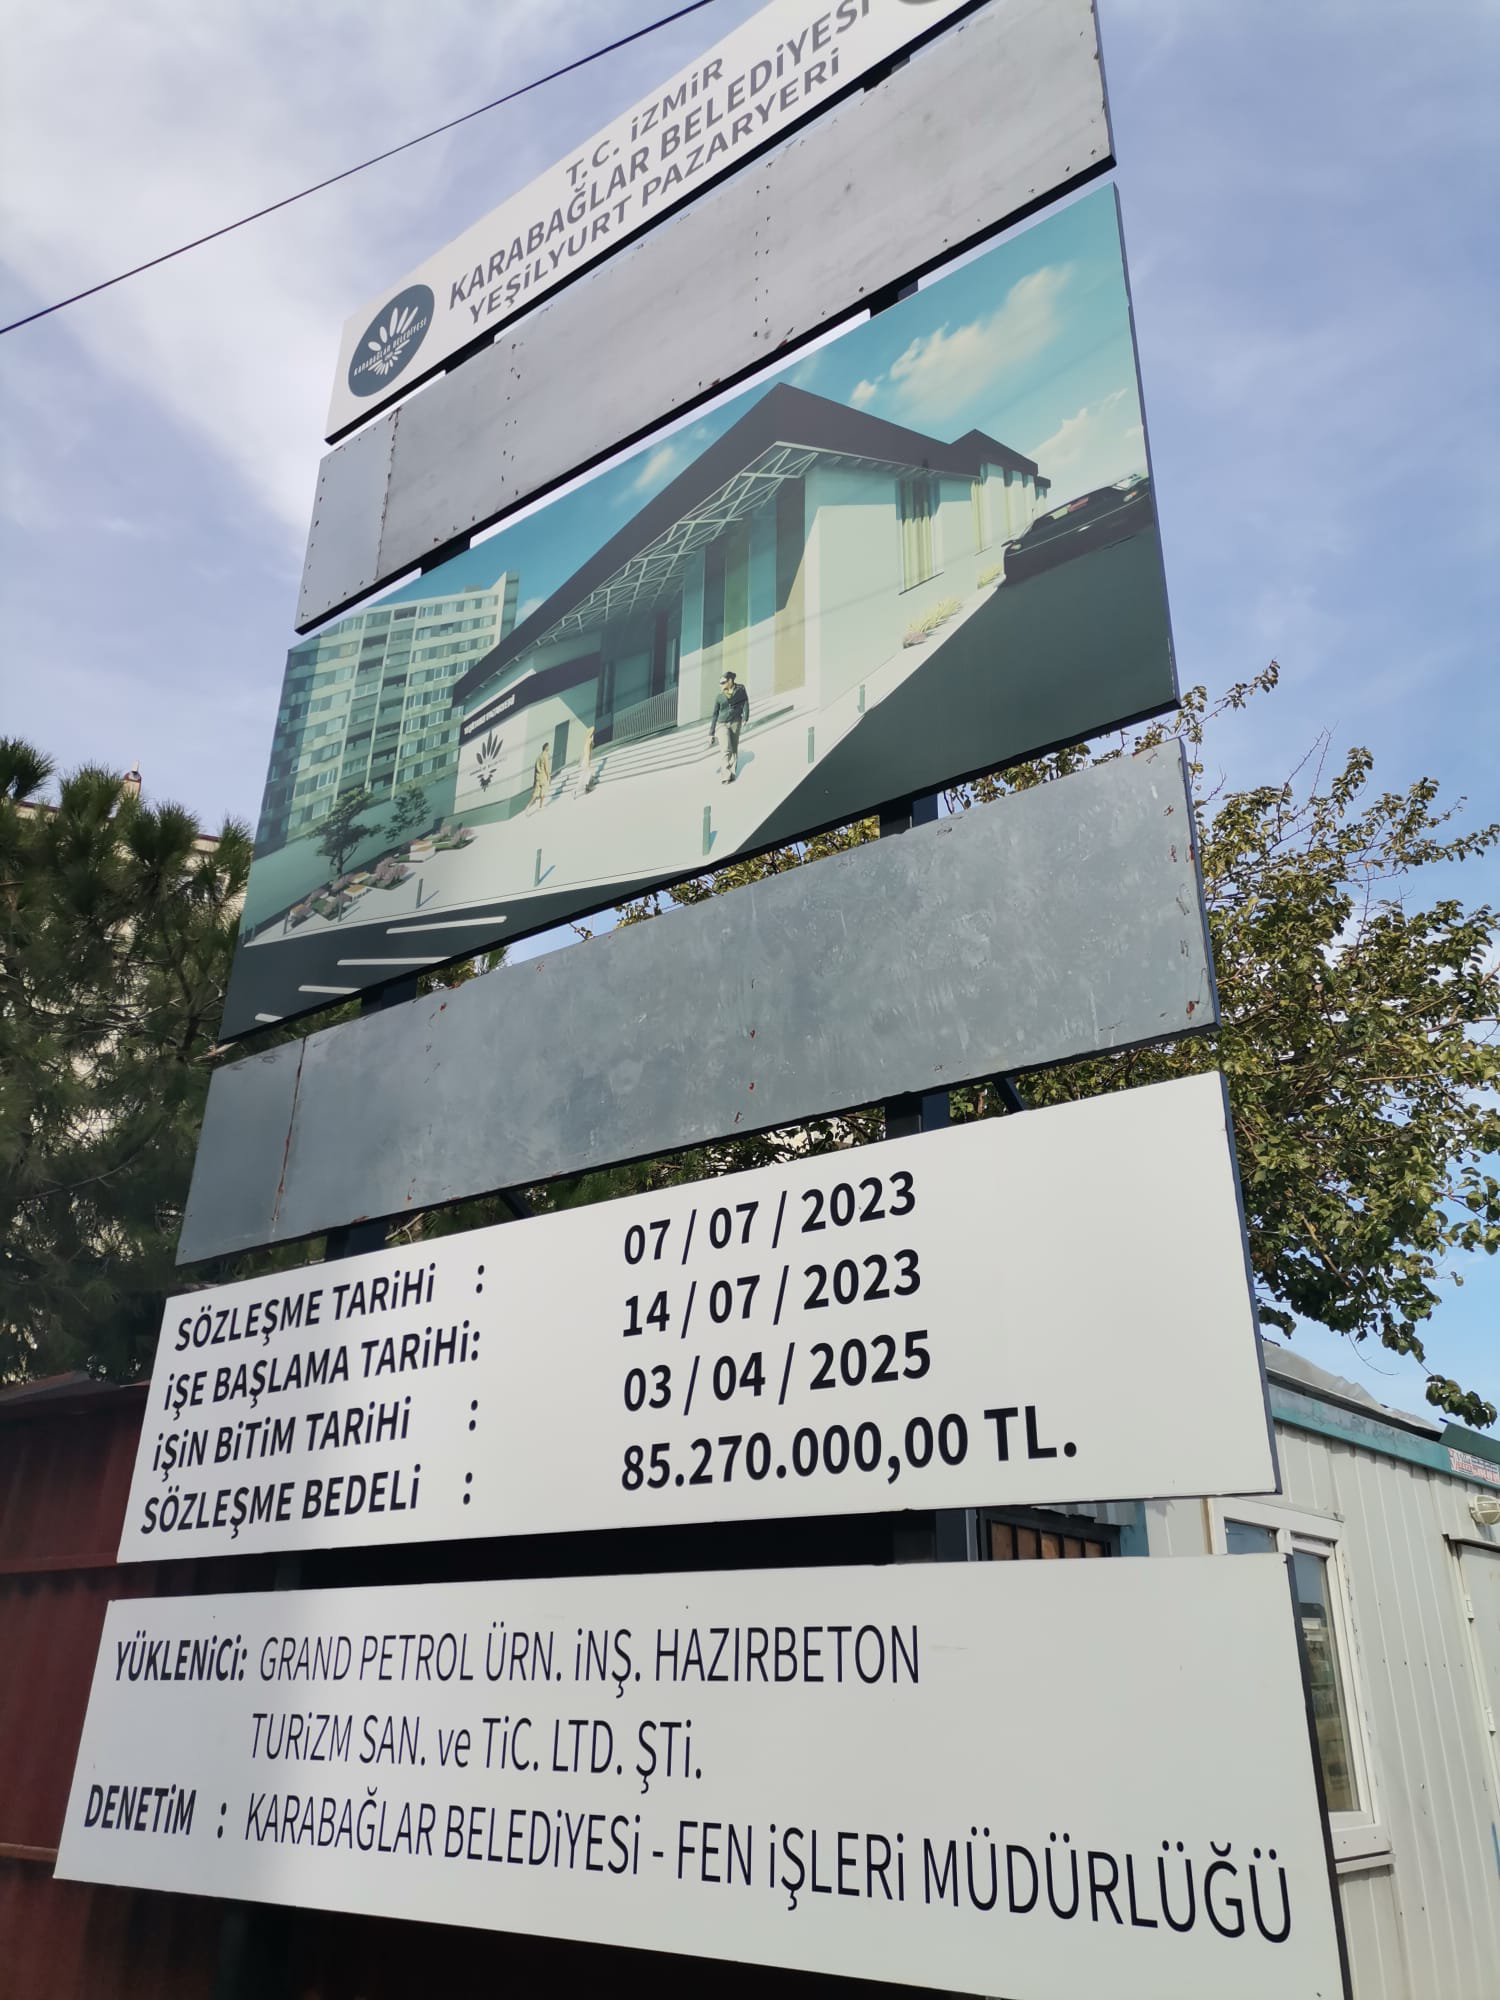 T.C. İZMİR
KARABAĞLAR BELEDİYESİ
YEŞİLYURT PAZARYERİ
KARABAĞLAR BELEDİYESİ
SÖZLEŞME TARİHİ : 07 / 07 / 2023
İŞE BAŞLAMA TARİHİ: 14 / 07 / 2023
İŞİN BİTİM TARİHİ : 03 / 04 / 2025
SÖZLEŞME BEDELİ : 85.270.000,00 TL.
YÜKLENİCİ: GRAND PETROL ÜRN. İNŞ. HAZIRBETON
TURİZM SAN. ve TİC. LTD. ŞTİ.
DENETİM : KARABAĞLAR BELEDİYESİ - FEN İŞLERİ MÜDÜRLÜĞÜ